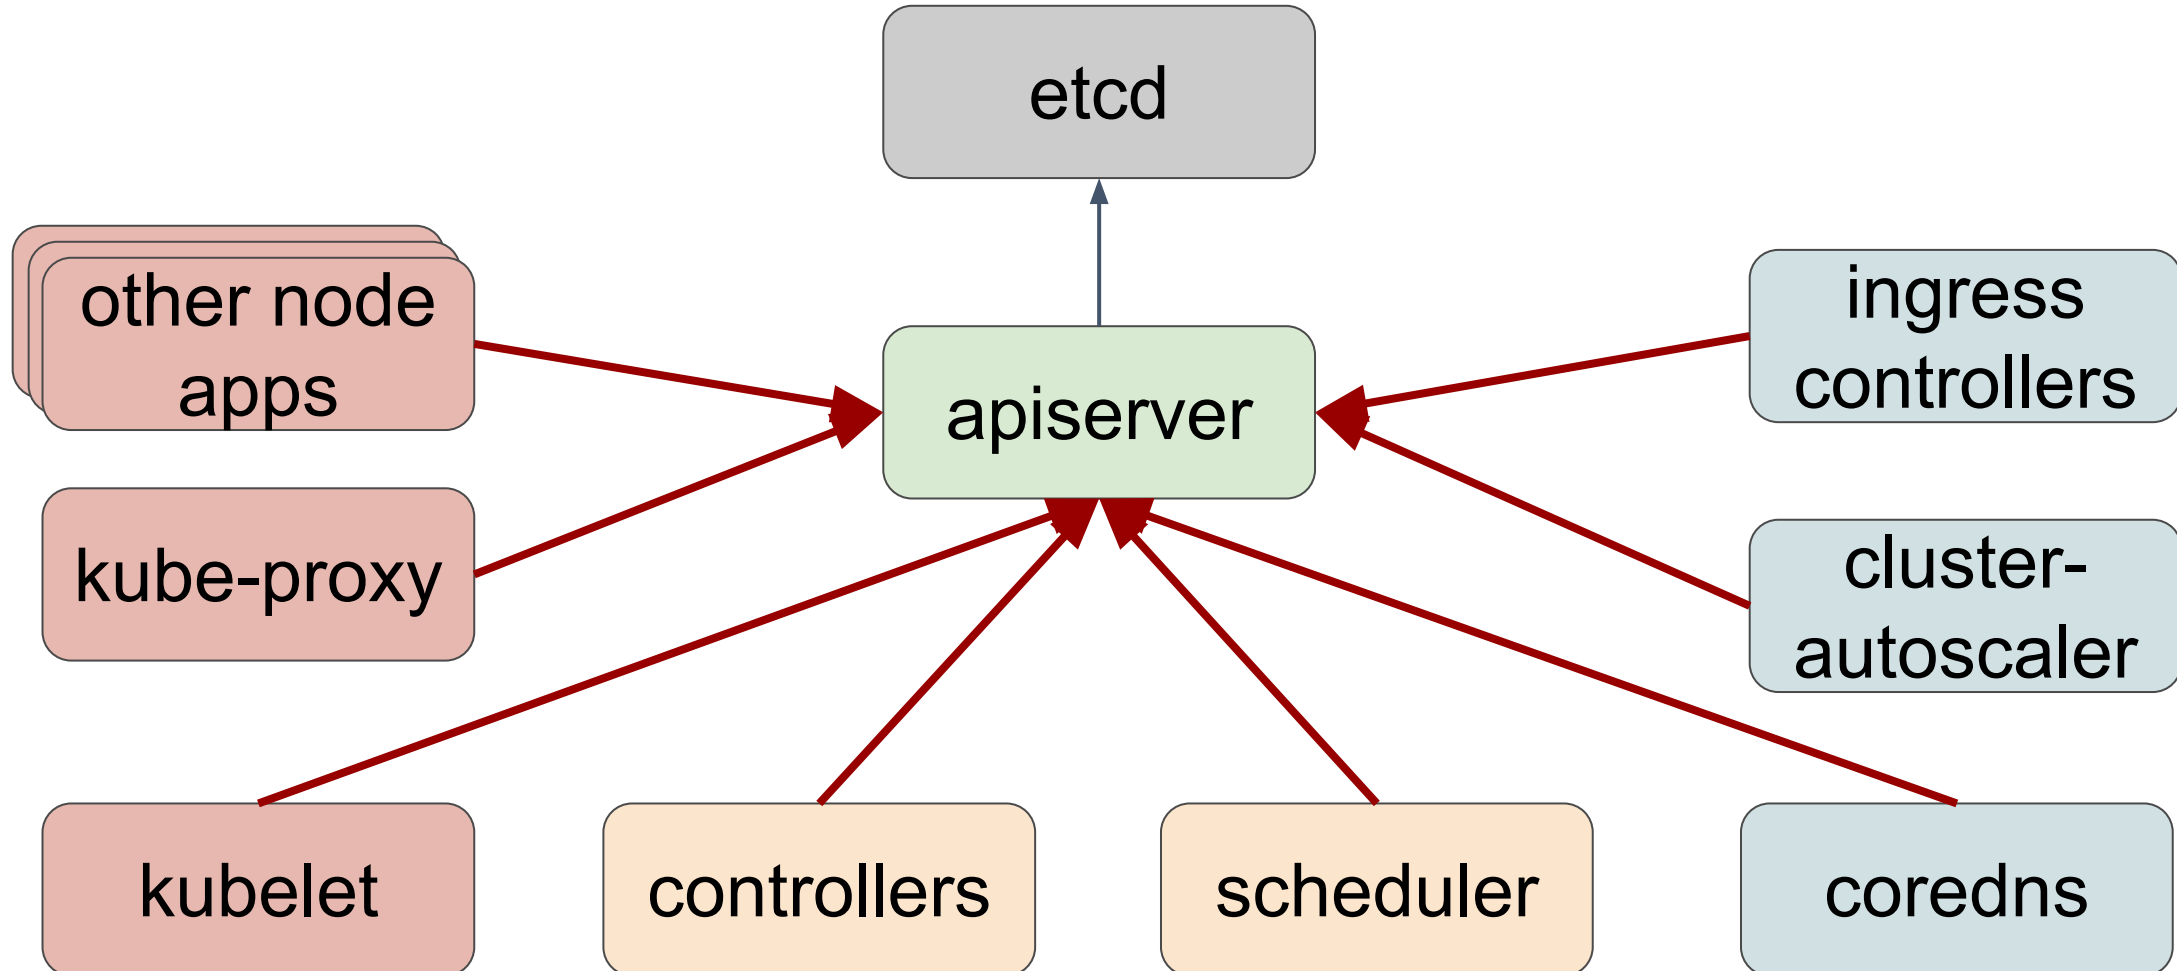 etcd
other node
apps
apiserver
ingress
controllers
kube-proxy
cluster-
autoscaler
kubelet
controllers
scheduler
coredns